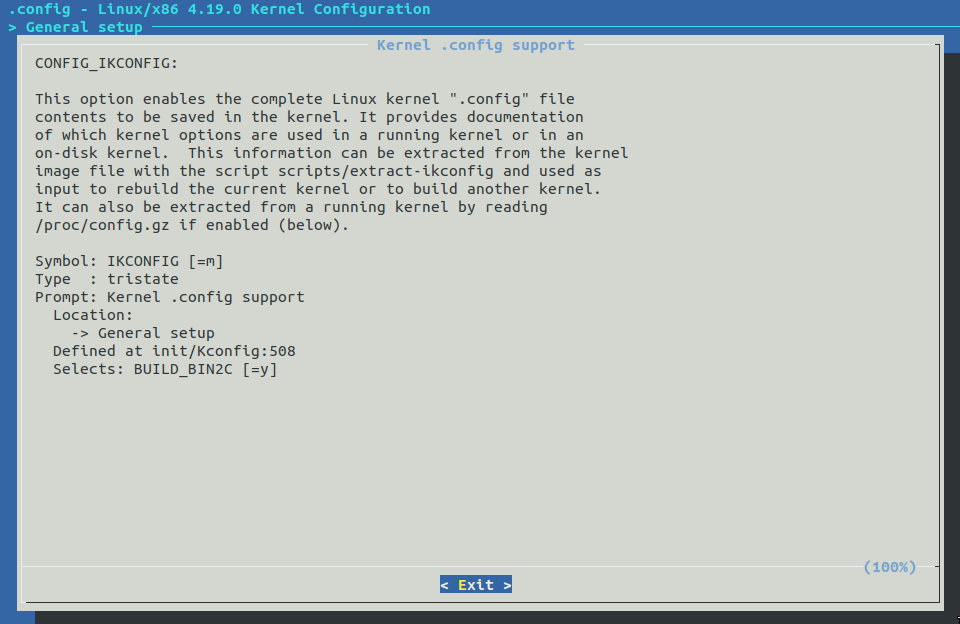 .config - Linux/x86 4.19.0 Kernel Configuration
> General setup
Kernel .config support
CONFIG_IKCONFIG:

This option enables the complete Linux kernel ".config" file
contents to be saved in the kernel. It provides documentation
of which kernel options are used in a running kernel or in an
on-disk kernel.  This information can be extracted from the kernel
image file with the script scripts/extract-ikconfig and used as
input to rebuild the current kernel or to build another kernel.
It can also be extracted from a running kernel by reading
/proc/config.gz if enabled (below).

Symbol: IKCONFIG [=m]
Type  : tristate
Prompt: Kernel .config support
  Location:
    -> General setup
  Defined at init/Kconfig:508
  Selects: BUILD_BIN2C [=y]
(100%)
< Exit >